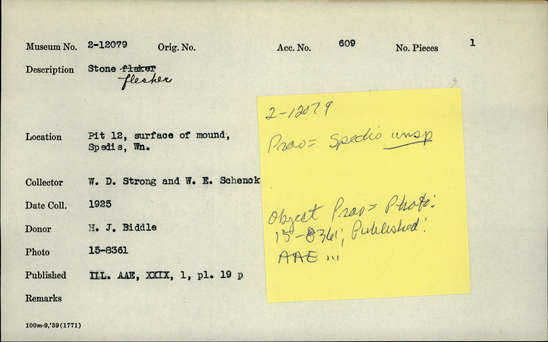 Museum No. 2-12079 Orig. No. Acc. No. 609 No. Pieces 1
Description Stone flaker
flesher
2-12079
Prov= Spedis unsp
Location Pit 12, surface of mound,
Spedis, Wn.
Collector W. D. Strong and W. E. Schenck
Date Coll. 1925
Donor H. J. Biddle
Photo 15-8361
Published ILL. AAE, XXIX, 1, pl. 19 p
Remarks
Object Prov= Photo:
15-8361, Published:
AAE ...
100m-9,'39(1771)